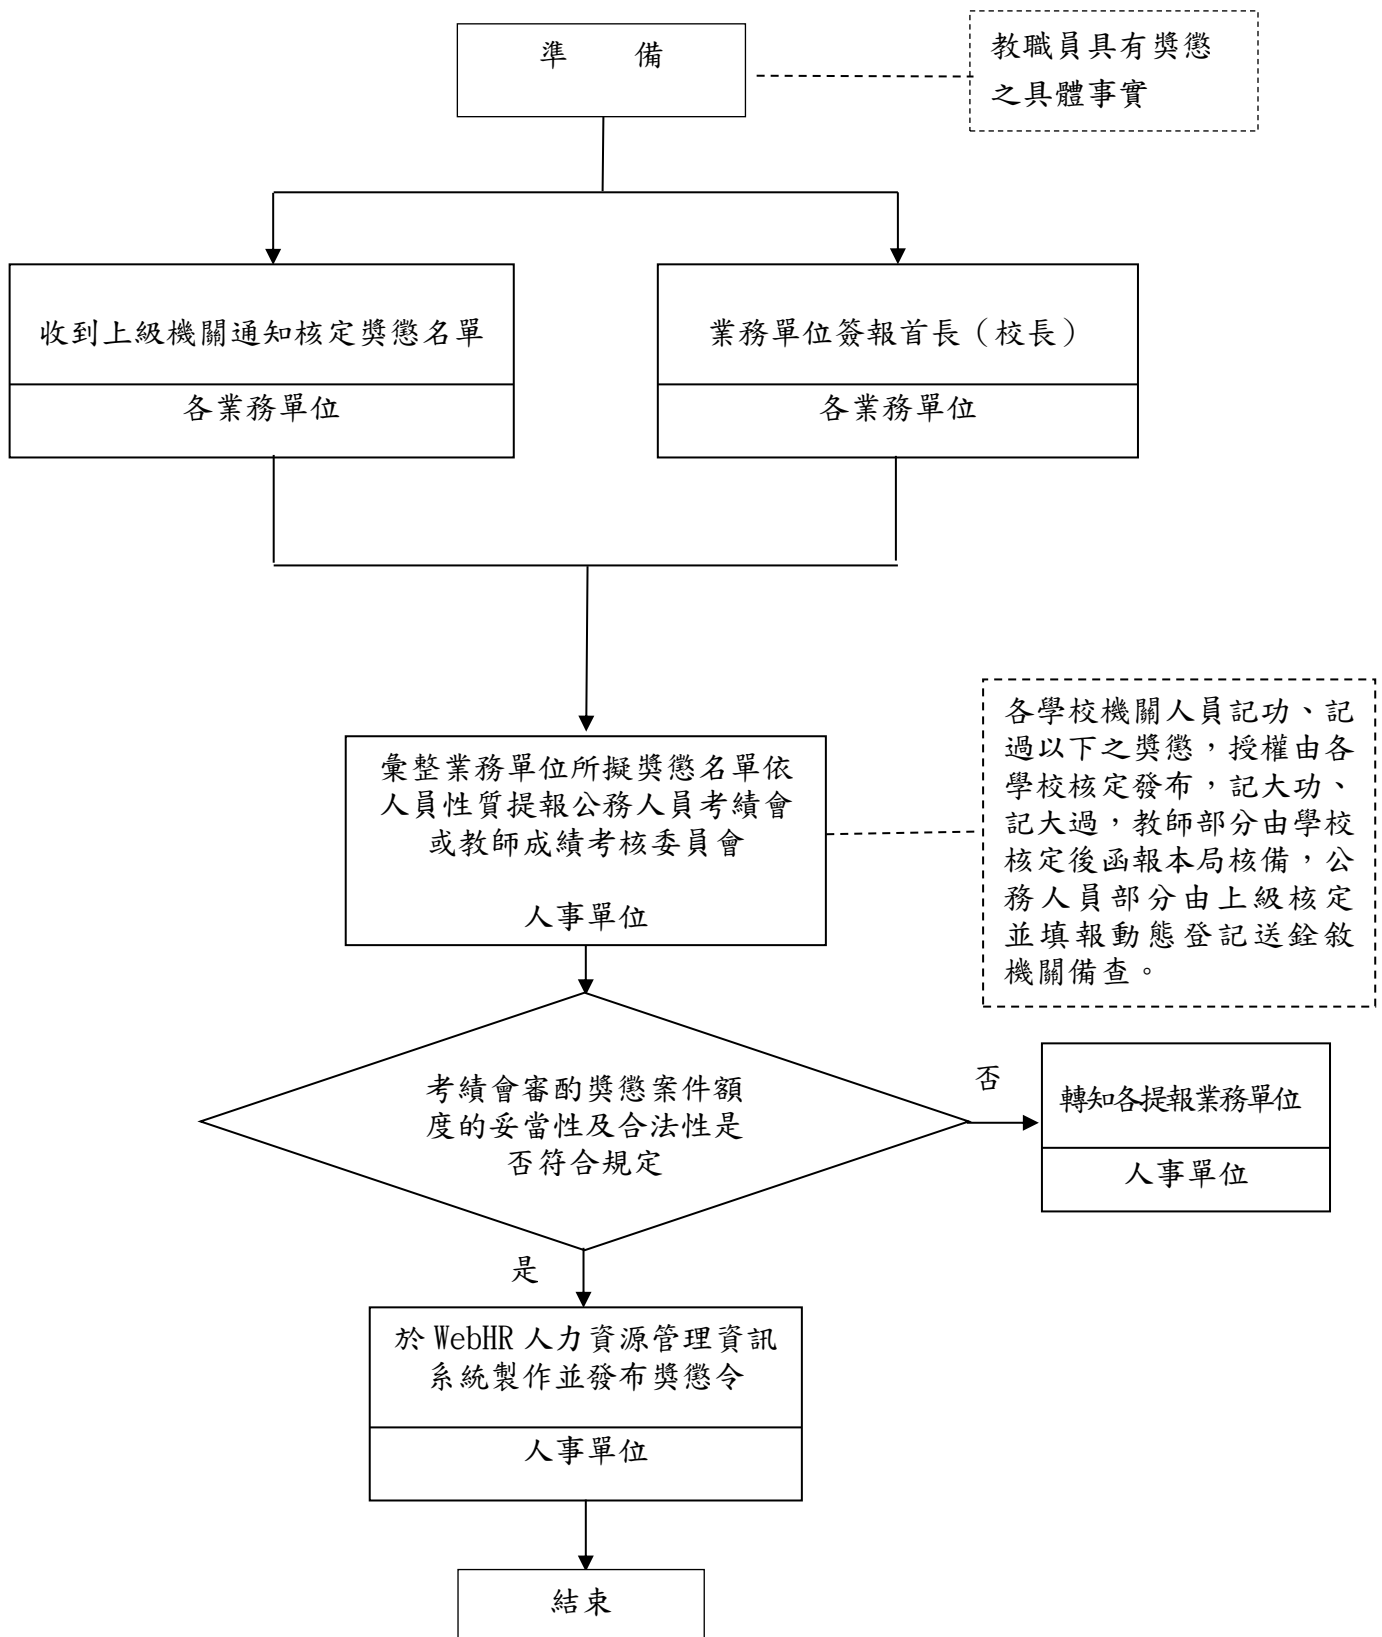 準 備
教職員具有獎懲
之具體事實
收到上級機關通知核定獎懲名單
各業務單位
業務單位簽報首長（校長）
各業務單位
彙整業務單位所擬獎懲名單依
人員性質提報公務人員考績會
或教師成績考核委員會
人事單位
各學校機關人員記功、記
過以下之獎懲，授權由各
學校核定發布，記大功、
記大過，教師部分由學校
核定後函報本局核備，公
務人員部分由上級核定
並填報動態登記送銓敘
機關備查。
考績會審酌獎懲案件額
度的妥當性及合法性是
否符合規定
否
轉知各提報業務單位
人事單位
是
於 WebHR 人力資源管理資訊
系統製作並發布獎懲令
人事單位
結束